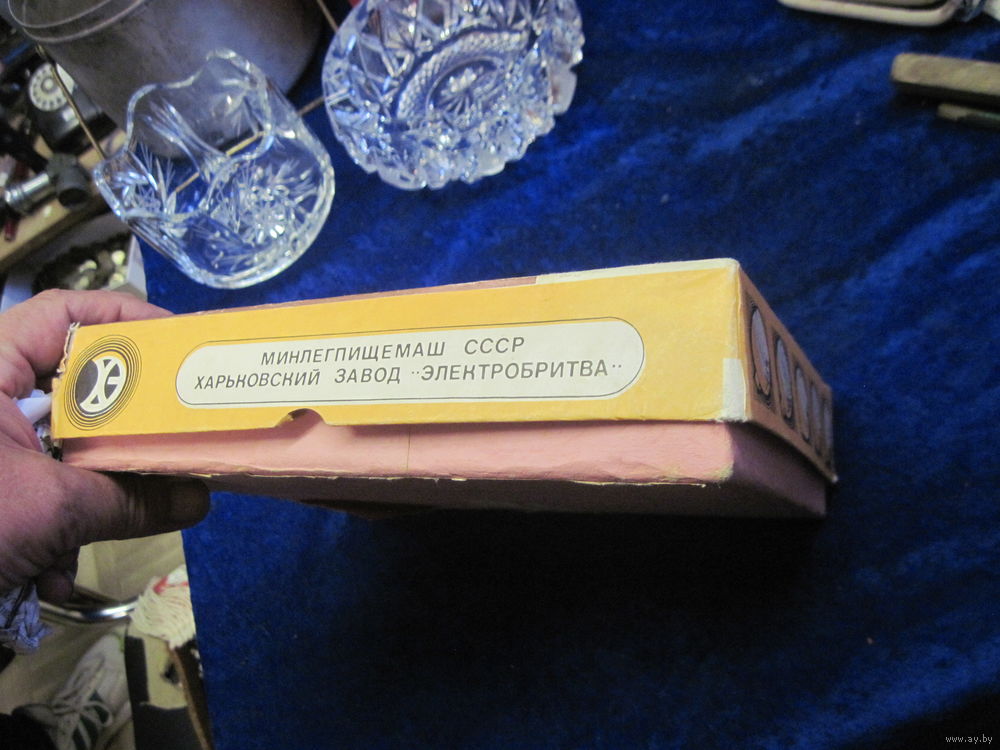 МИНЛЕГПИЩЕМАШ СССР
ХАРЬКОВСКИЙ ЗАВОД "ЭЛЕКТРОБРИТВА"
www.ay.by